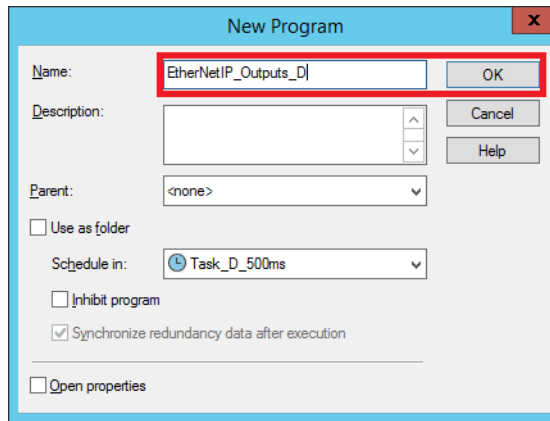 New Program
x
Name: EtherNetIP_Outputs_D OK
Description: Cancel
Help
Parent: <none>
Use as folder
Schedule in: Task_D_500ms
Inhibit program
Synchronize redundancy data after execution
Open properties